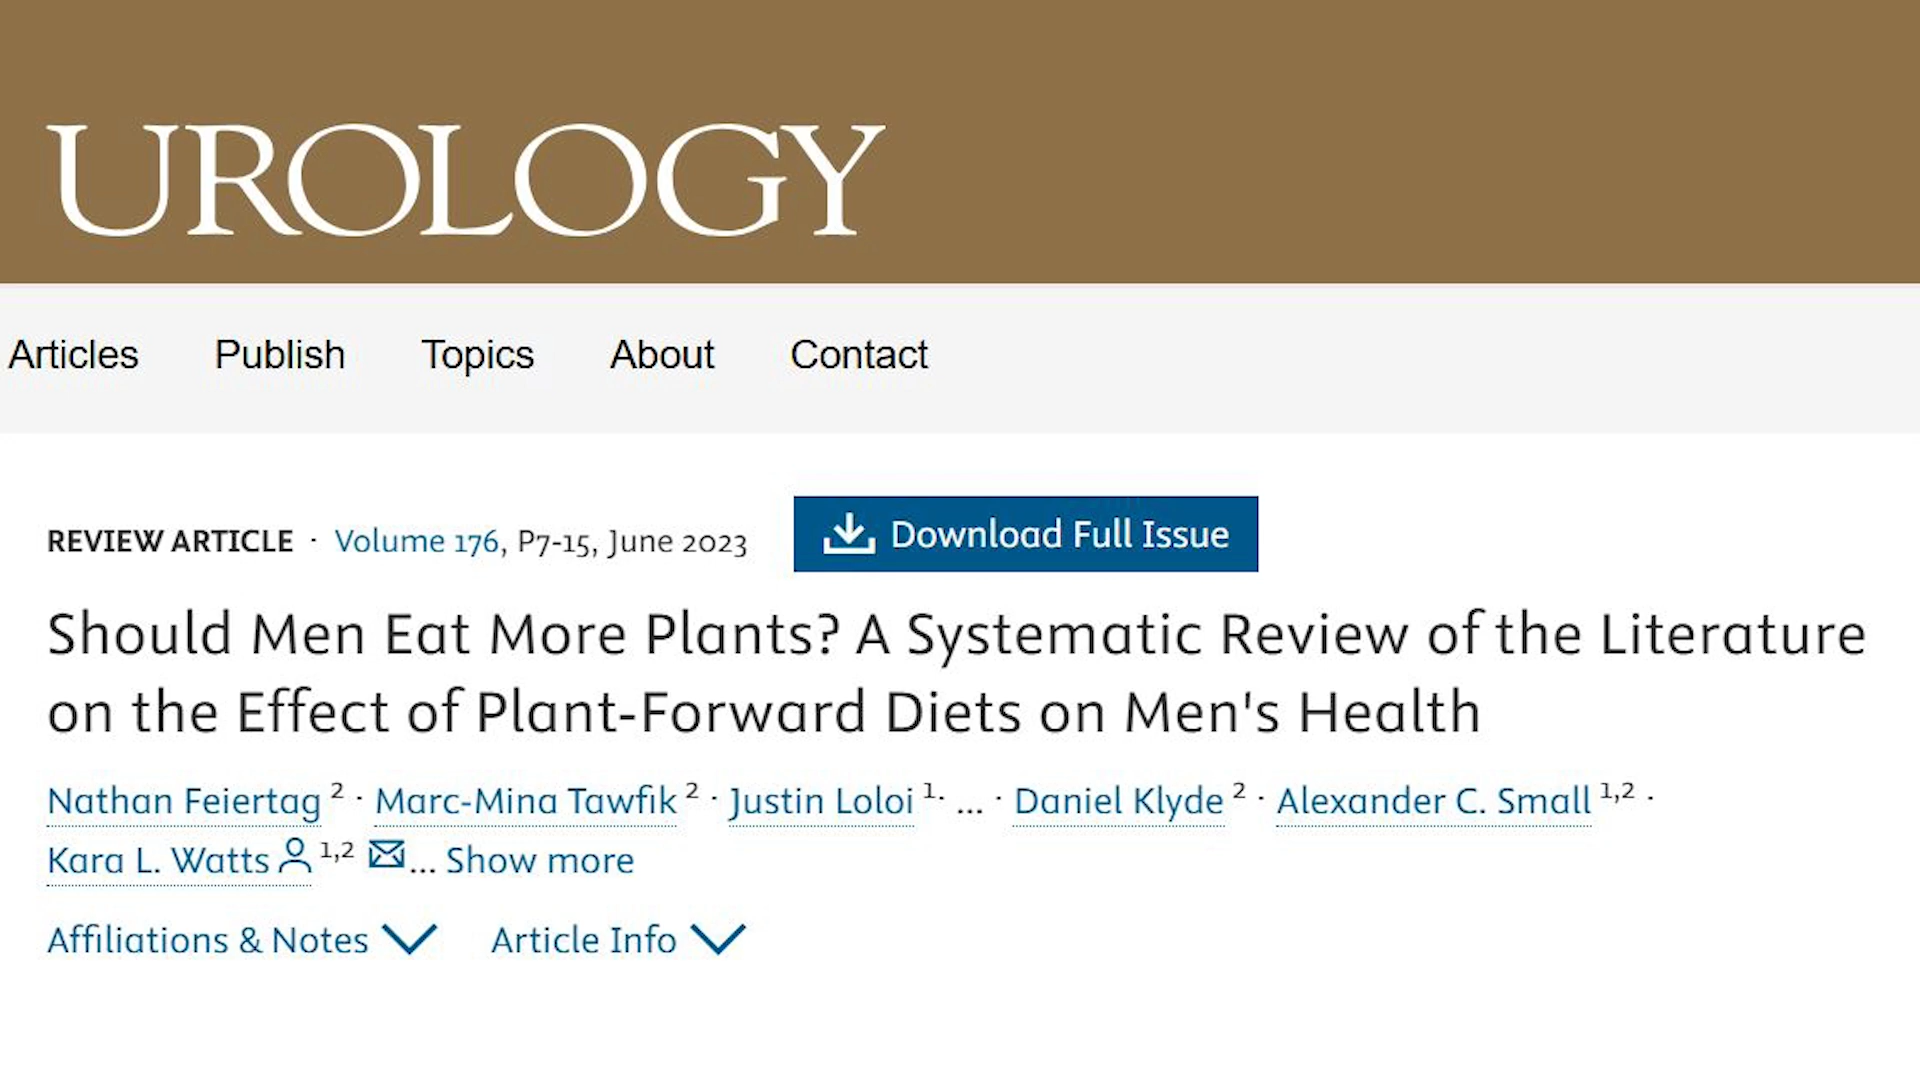 UROLOGY
Articles Publish Topics About Contact
REVIEW ARTICLE · Volume 176, P7-15, June 2023 Download Full Issue
Should Men Eat More Plants? A Systematic Review of the Literature
on the Effect of Plant-Forward Diets on Men's Health
Nathan Feiertag 2 · Marc-Mina Tawfik 2 · Justin Loloi 1· ... · Daniel Klyde 2 · Alexander C. Small 1,2 ·
Kara L. Watts 1,2 ... Show more
Affiliations & Notes Article Info